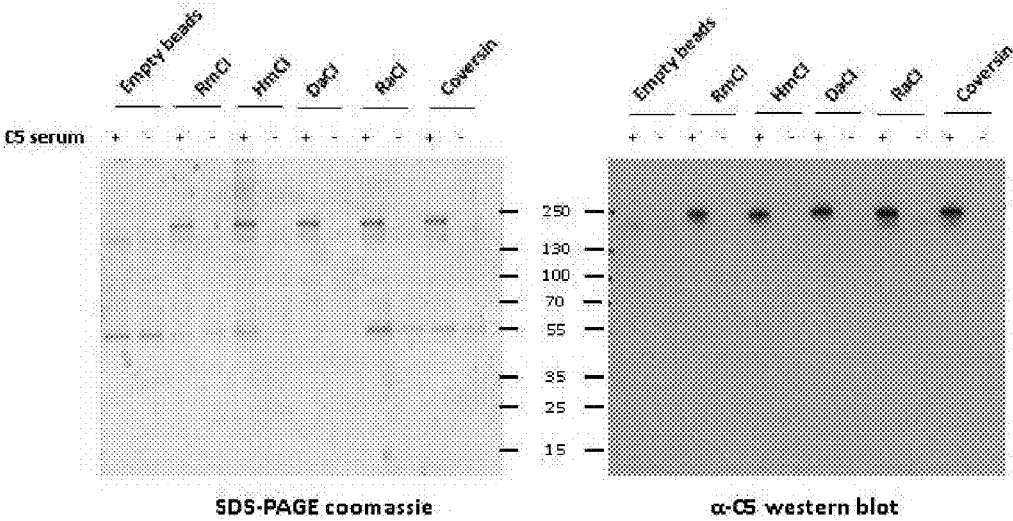 Empty beads RmCI HmCI DaCI RaCI Coversin
Empty beads RmCI HmCI DaCI RaCI Coversin
C5 serum + - + - + - + - + - + -
+ - + - + - + - + - + -
250
130
100
70
55
35
25
15
SDS-PAGE coomassie
α-C5 western blot